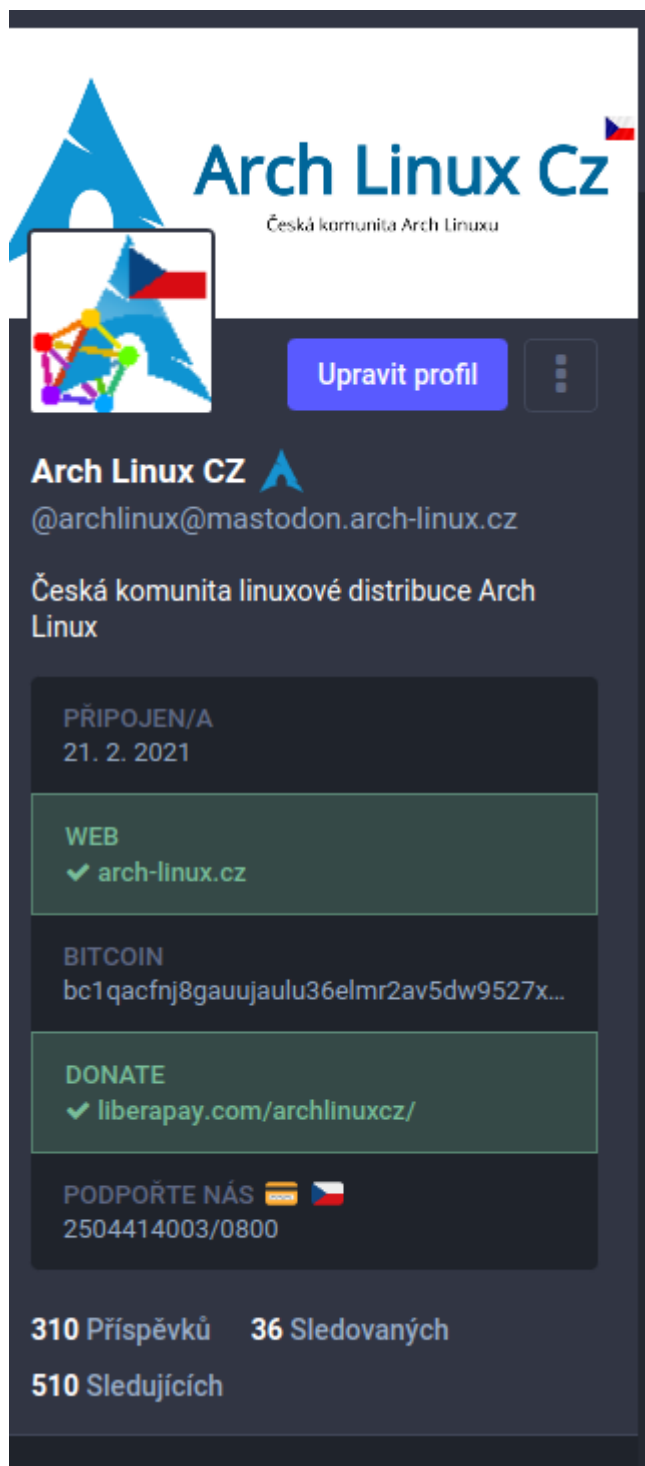 Arch Linux Cz
Česká komunita Arch Linuxu
Upravit profil
Arch Linux CZ
@archlinux@mastodon.arch-linux.cz
Česká komunita linuxové distribuce Arch
Linux
PŘIPOJEN/A
21. 2. 2021
WEB
✔ arch-linux.cz
BITCOIN
bc1qacfnj8gauujaulu36elmr2av5dw9527x...
DONATE
✔ liberapay.com/archlinuxcz/
PODPOŘTE NÁS
2504414003/0800
310 Příspěvků 36 Sledovaných
510 Sledujících